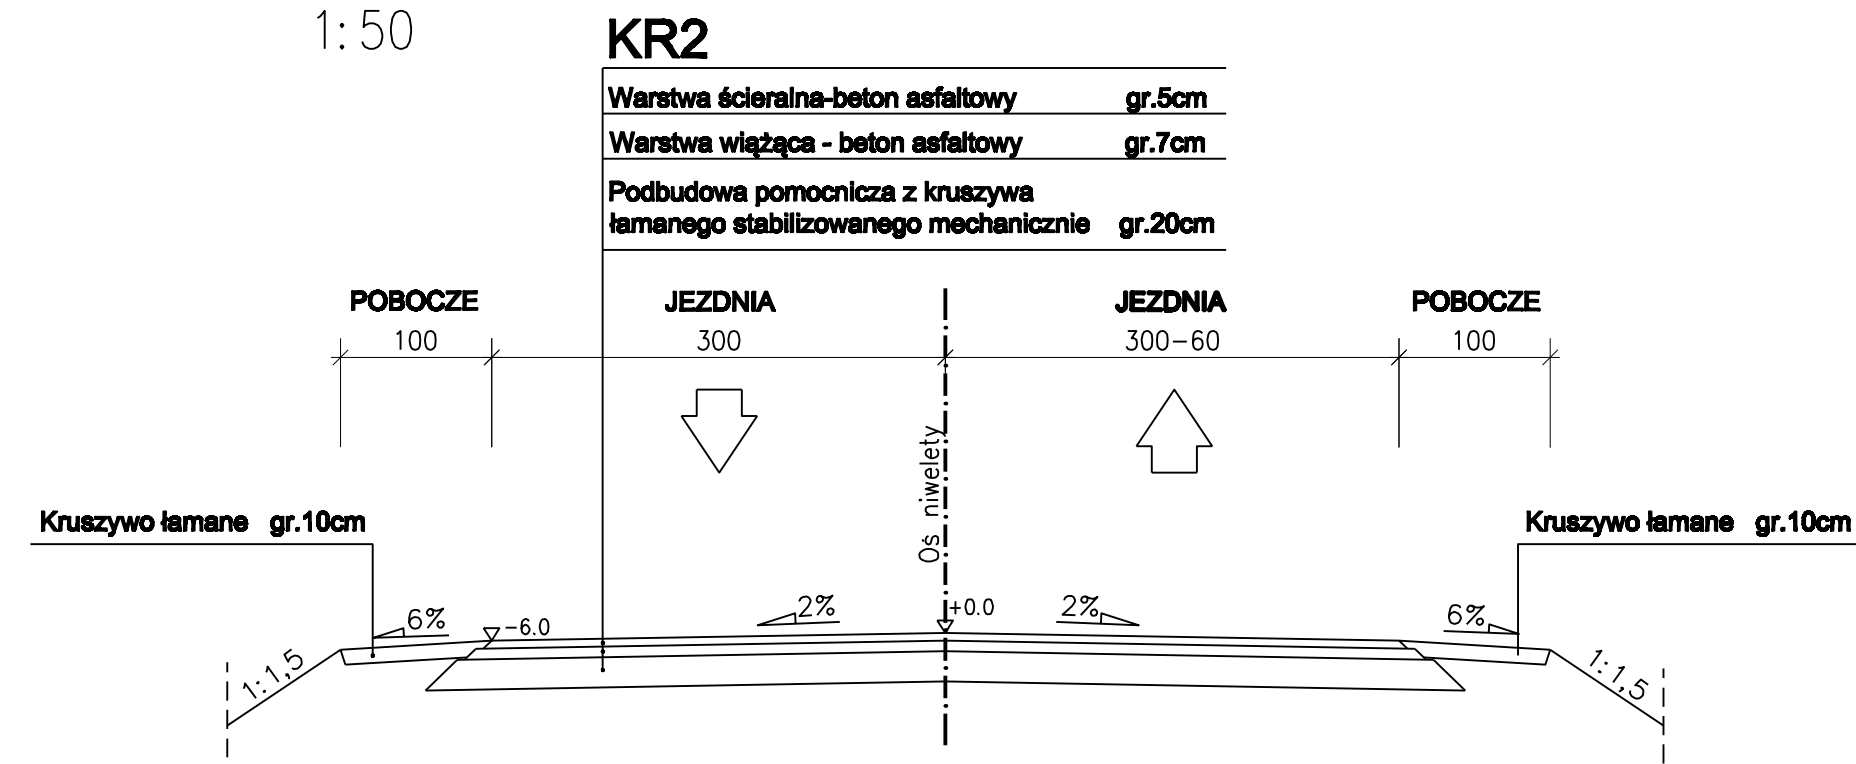 1:50
KR2
Warstwa ścieralna-beton asfaltowy gr.5cm
Warstwa wiążąca - beton asfaltowy gr.7cm
Podbudowa pomocnicza z kruszywa
łamanego stabilizowanego mechanicznie gr.20cm
POBOCZE JEZDNIA JEZDNIA POBOCZE
100 300 300-60 100
Oś niwelety
Kruszywo łamane gr.10cm Kruszywo łamane gr.10cm
6% -6.0 2% +0.0 2% 6%
1:1,5 1:1,5